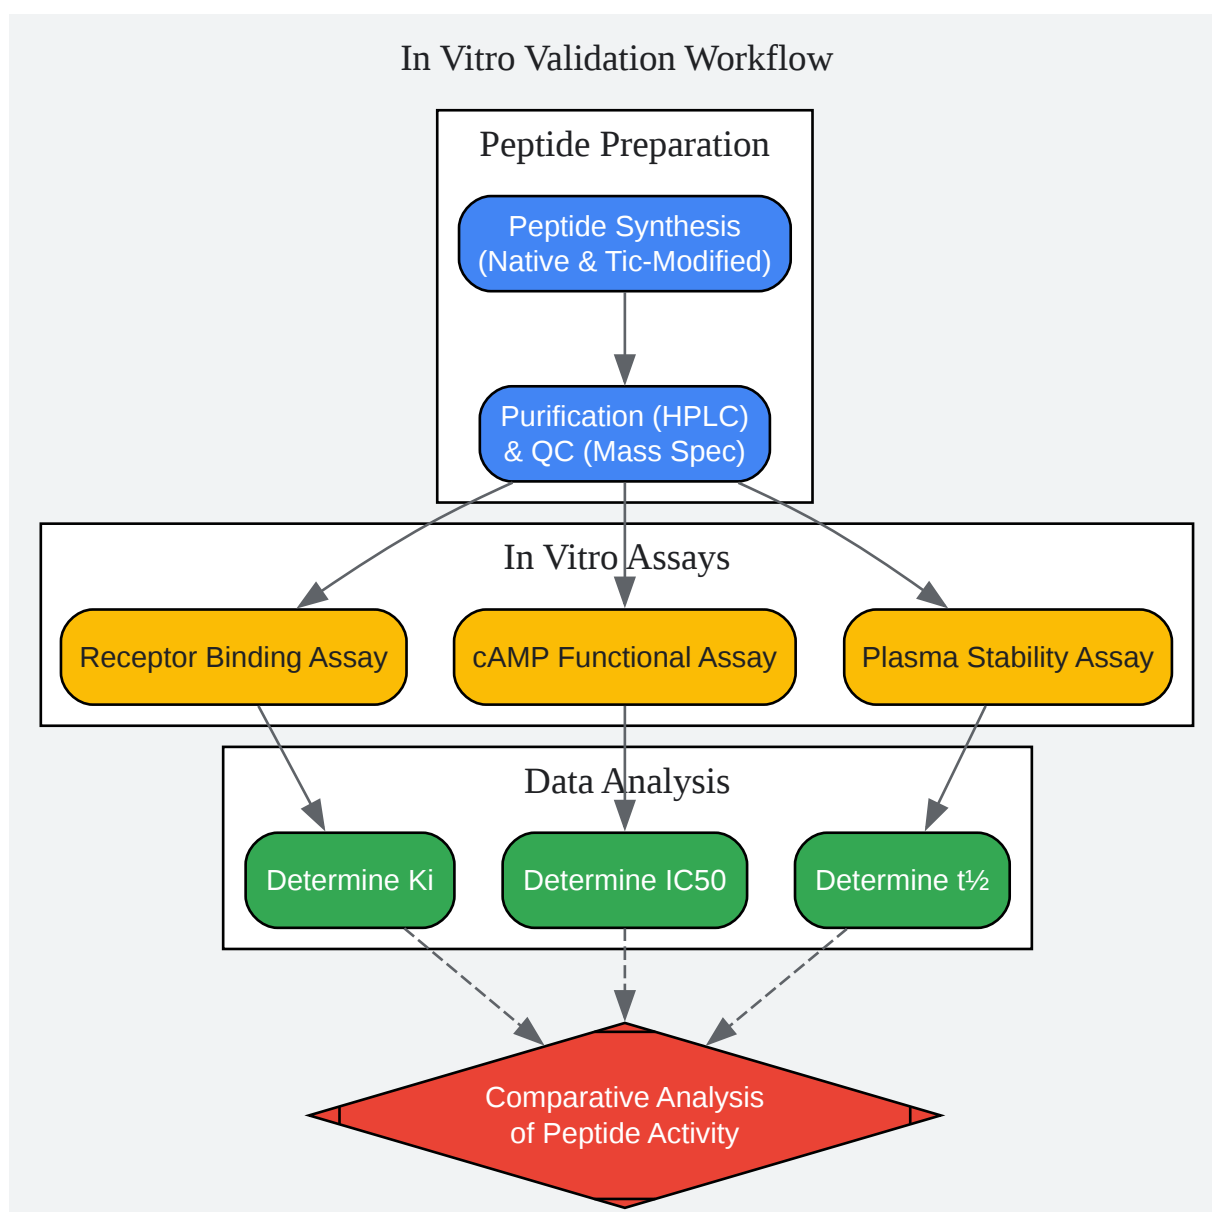 In Vitro Validation Workflow
Peptide Preparation
Peptide Synthesis
(Native & Tic-Modified)
Purification (HPLC)
& QC (Mass Spec)
In Vitro Assays
Receptor Binding Assay
cAMP Functional Assay
Plasma Stability Assay
Data Analysis
Determine Ki
Determine IC50
Determine t½
Comparative Analysis
of Peptide Activity